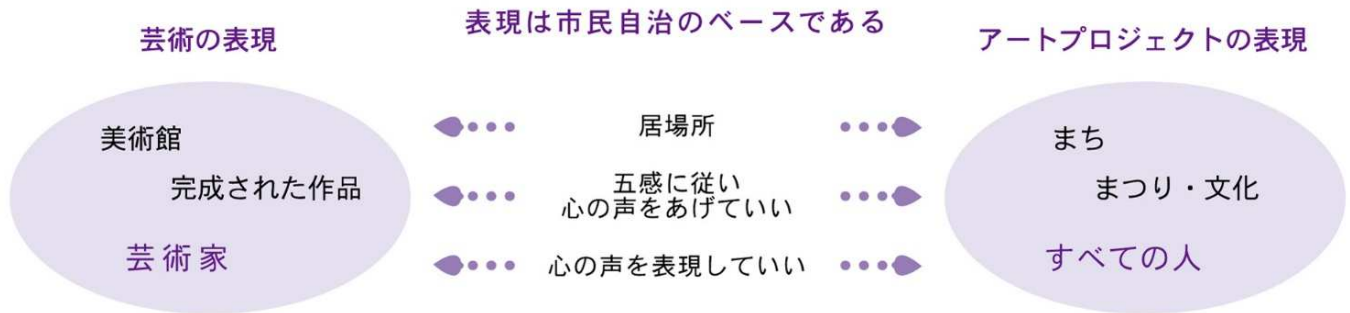 表現は市民自治のベースである
芸術の表現
アートプロジェクトの表現
美術館
居場所
まち
完成された作品
五感に従い
心の声をあげていい
まつり・文化
芸術家
心の声を表現していい
すべての人